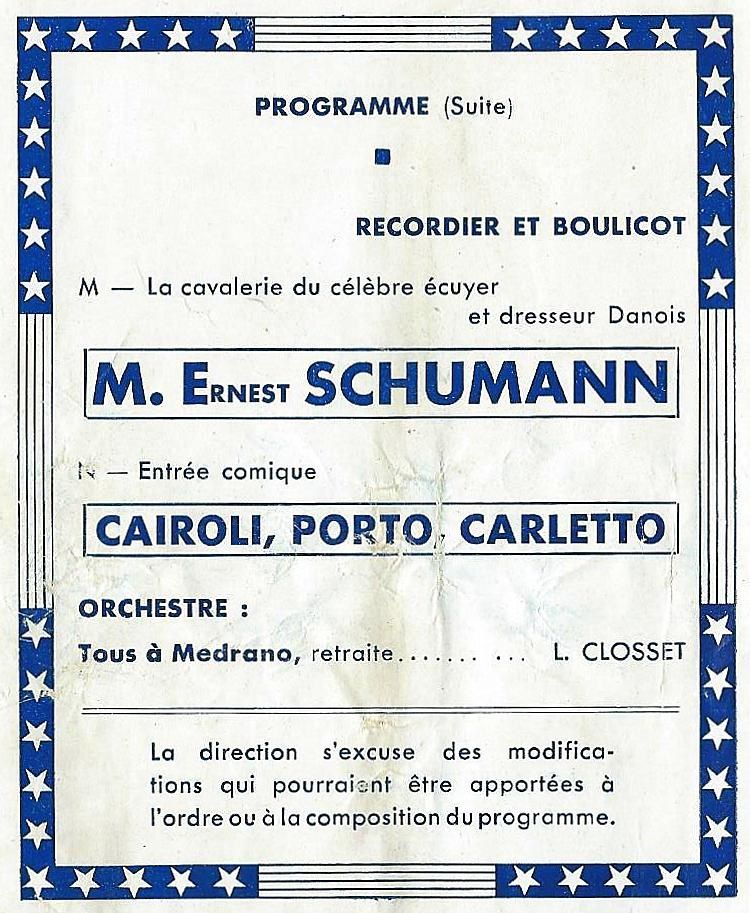 PROGRAMME (Suite)
RECORDIER ET BOULICOT
M — La cavalerie du célèbre écuyer
et dresseur Danois
M. ERNEST SCHUMANN
N — Entrée comique
CAIROLI, PORTO, CARLETTO
ORCHESTRE :
Tous à Medrano, retraite....... ... L. CLOSSET
La direction s'excuse des modifica-
tions qui pourraient être apportées à
l'ordre ou à la composition du programme.